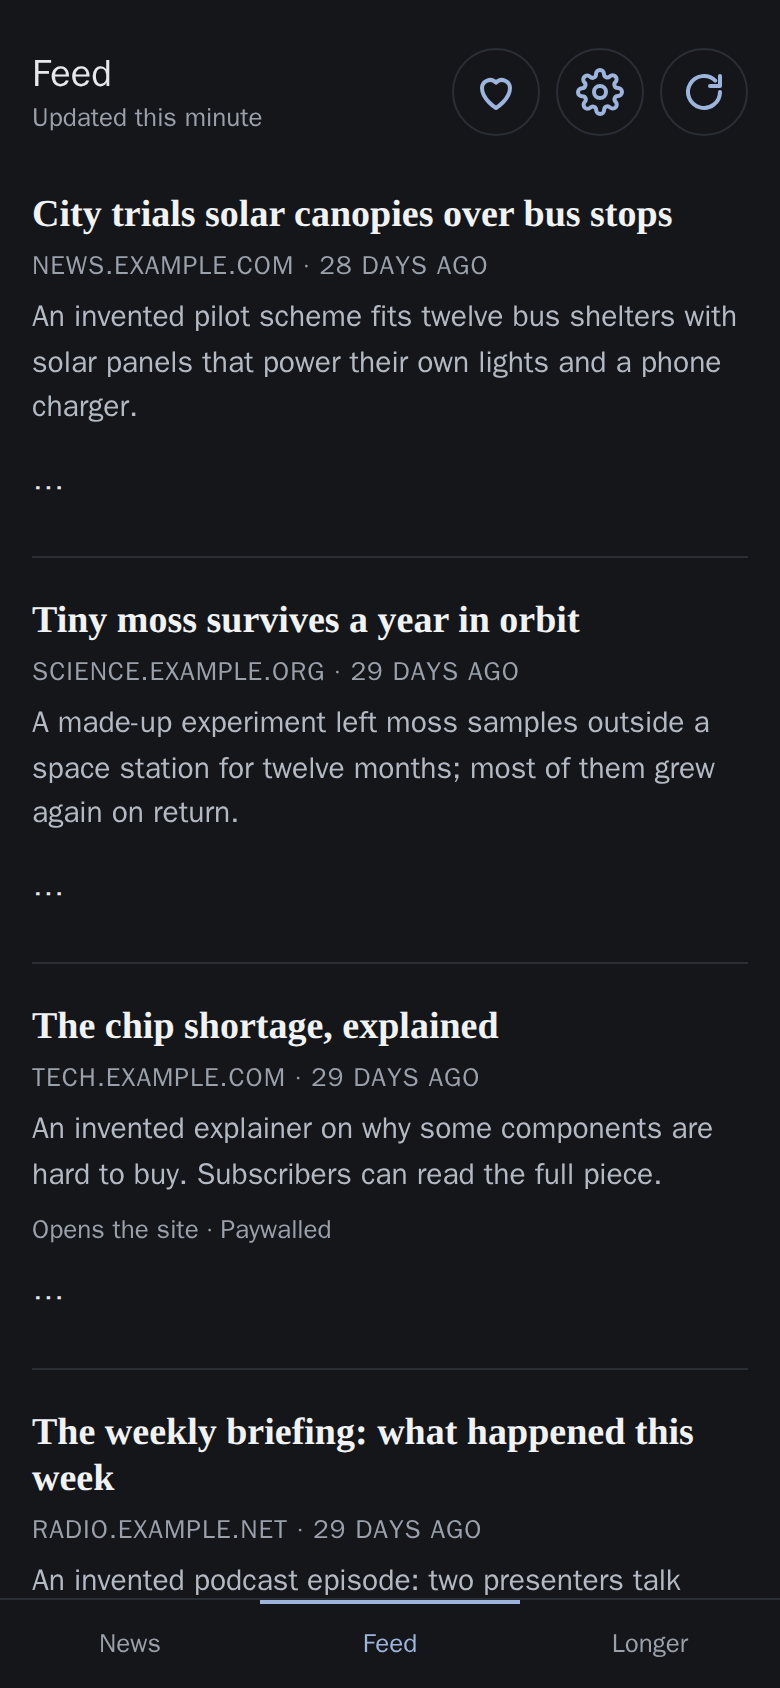 Feed
Updated this minute
City trials solar canopies over bus stops
NEWS.EXAMPLE.COM · 28 DAYS AGO
An invented pilot scheme fits twelve bus shelters with
solar panels that power their own lights and a phone
charger.
...
Tiny moss survives a year in orbit
SCIENCE.EXAMPLE.ORG · 29 DAYS AGO
A made-up experiment left moss samples outside a
space station for twelve months; most of them grew
again on return.
...
The chip shortage, explained
TECH.EXAMPLE.COM · 29 DAYS AGO
An invented explainer on why some components are
hard to buy. Subscribers can read the full piece.
Opens the site · Paywalled
...
The weekly briefing: what happened this
week
RADIO.EXAMPLE.NET · 29 DAYS AGO
An invented podcast episode: two presenters talk
News
Feed
Longer